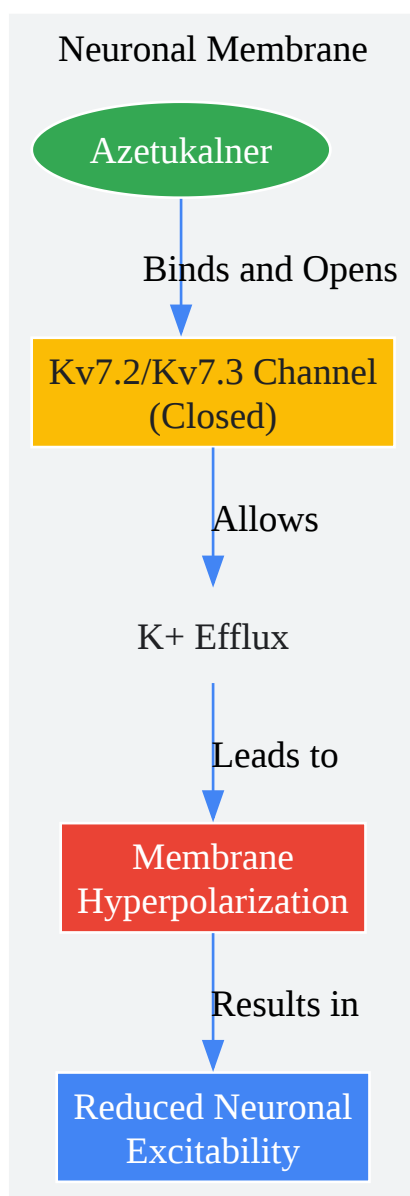 Neuronal Membrane
Azetukalner
Binds and Opens
Kv7.2/Kv7.3 Channel
(Closed)
Allows
K+ Efflux
Leads to
Membrane
Hyperpolarization
Results in
Reduced Neuronal
Excitability